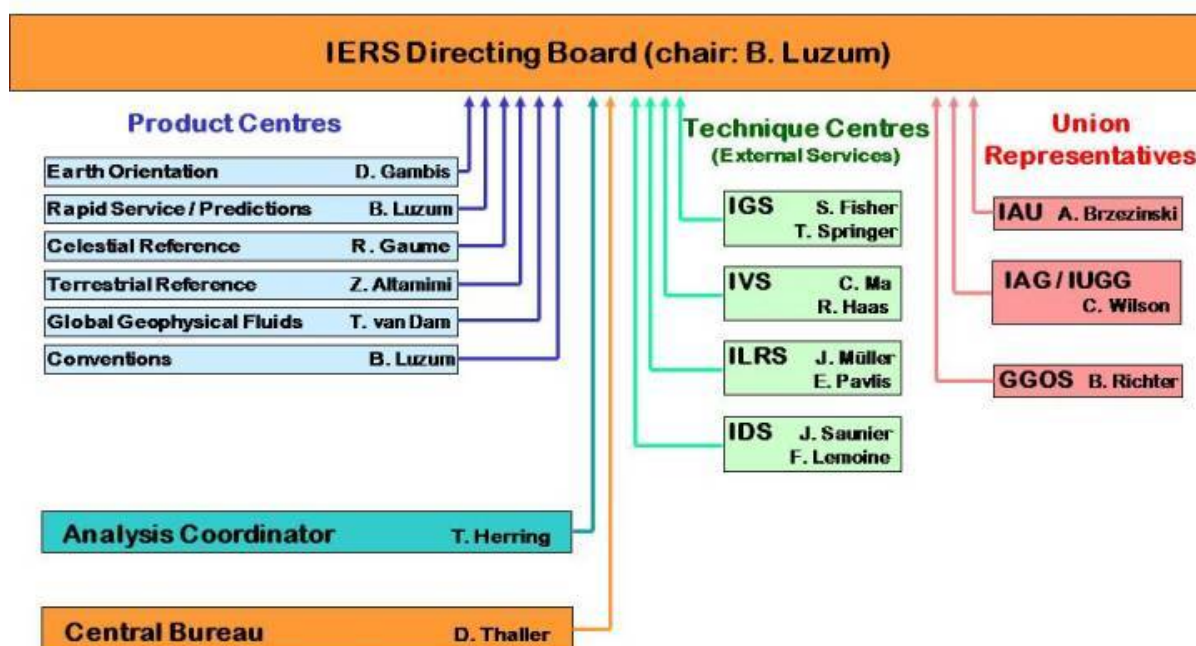 IERS Directing Board (chair: B. Luzum)
Product Centres
Earth Orientation D. Gambis
Rapid Service / Predictions B. Luzum
Celestial Reference R. Gaume
Terrestrial Reference Z. Altamimi
Global Geophysical Fluids T. van Dam
Conventions B. Luzum
Technique Centres
(External Services)
IGS S. Fisher
T. Springer
IVS C. Ma
R. Haas
ILRS J. Müller
E. Pavlis
IDS J. Saunier
F. Lemoine
Union
Representatives
IAU A. Brzezinski
IAG / IUGG
C. Wilson
GGOS B. Richter
Analysis Coordinator T. Herring
Central Bureau D. Thaller